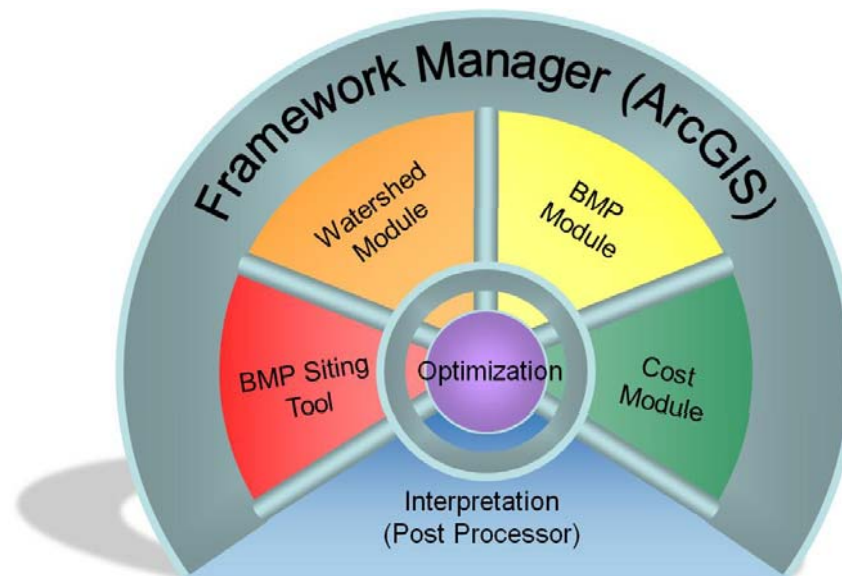 Framework Manager (ArcGIS)
Watershed
Module
BMP
Module
BMP Siting
Tool
Optimization
Cost
Module
Interpretation
(Post Processor)